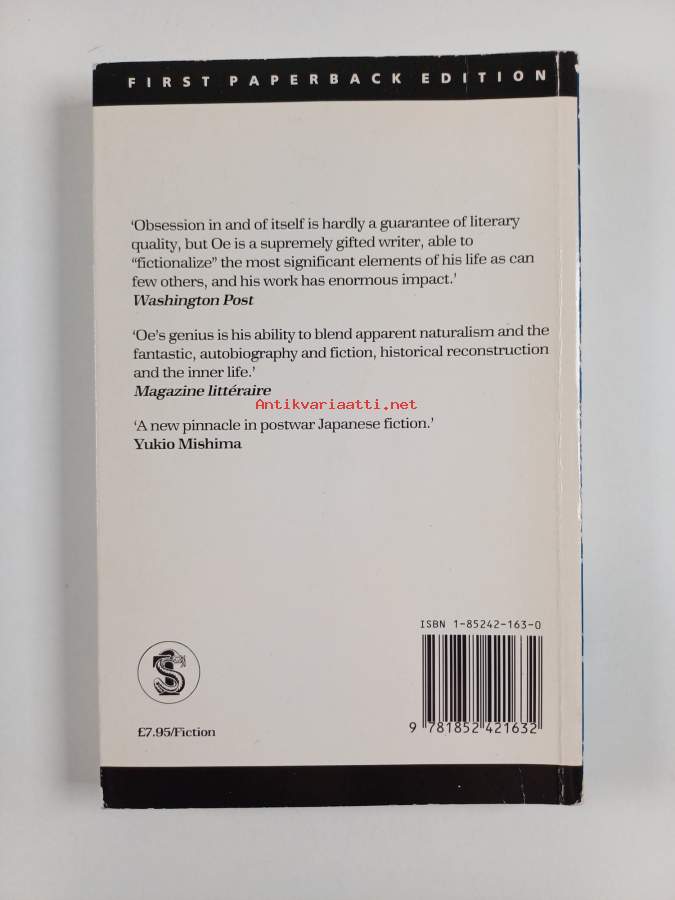 FIRST PAPERBACK EDITION
‘Obsession in and of itself is hardly a guarantee of literary
quality, but Oe is a supremely gifted writer, able to
“fictionalize” the most significant elements of his life as can
few others, and his work has enormous impact.’
Washington Post
‘Oe’s genius is his ability to blend apparent naturalism and the
fantastic, autobiography and fiction, historical reconstruction
and the inner life.’
Magazine littéraire
Antikvariaatti.net
‘A new pinnacle in postwar Japanese fiction.’
Yukio Mishima
ISBN 1-85242-163-0
9 781852 421632
£7.95/Fiction